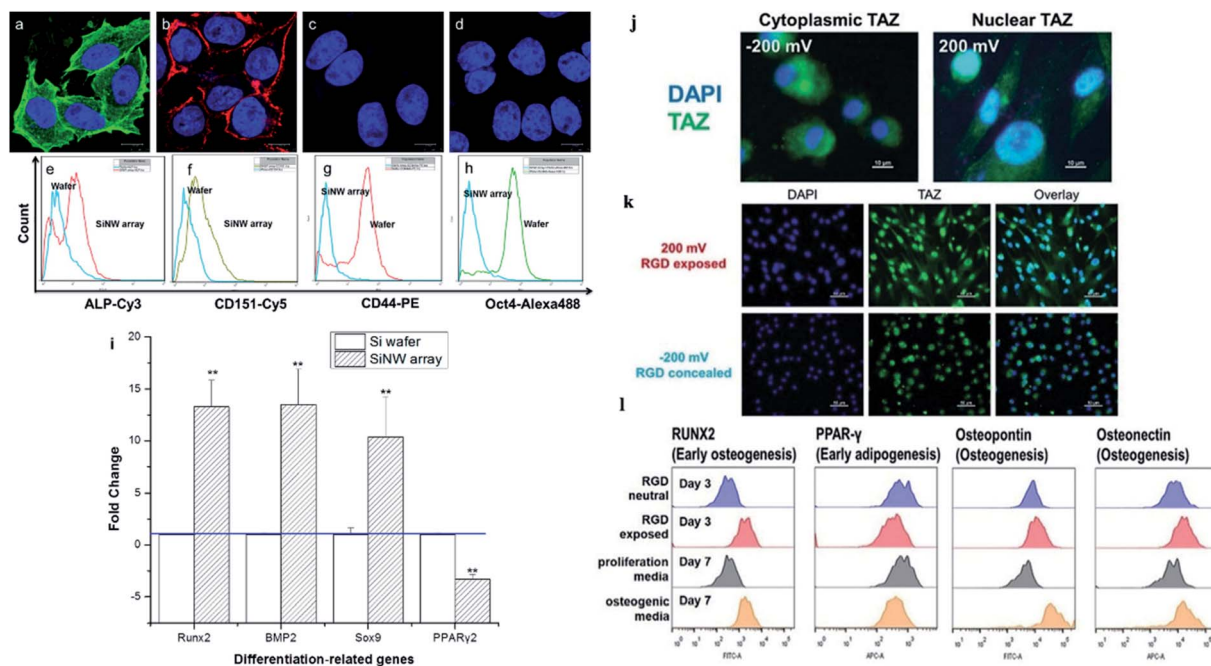 a
b
c
d
e
Wafer
SiNW array
f
Wafer
SiNW array
g
SiNW array
Wafer
h
SiNW array
Wafer
Count
ALP-Cy3
CD151-Cy5
CD44-PE
Oct4-Alexa488
i
Si wafer
SiNW array
20
15
10
5
0
-5
Fold Change
**
**
**
**
Runx2
BMP2
Sox9
PPARγ2
Differentiation-related genes
j
Cytoplasmic TAZ
Nuclear TAZ
-200 mV
200 mV
DAPI
TAZ
10 µm
10 µm
k
DAPI
TAZ
Overlay
200 mV
RGD exposed
-200 mV
RGD concealed
l
RUNX2
(Early osteogenesis)
PPAR-γ
(Early adipogenesis)
Osteopontin
(Osteogenesis)
Osteonectin
(Osteogenesis)
RGD
neutral
Day 3
RGD
exposed
Day 3
proliferation
media
Day 7
osteogenic
media
Day 7
FITC-A
APC-A
FITC-A
APC-A